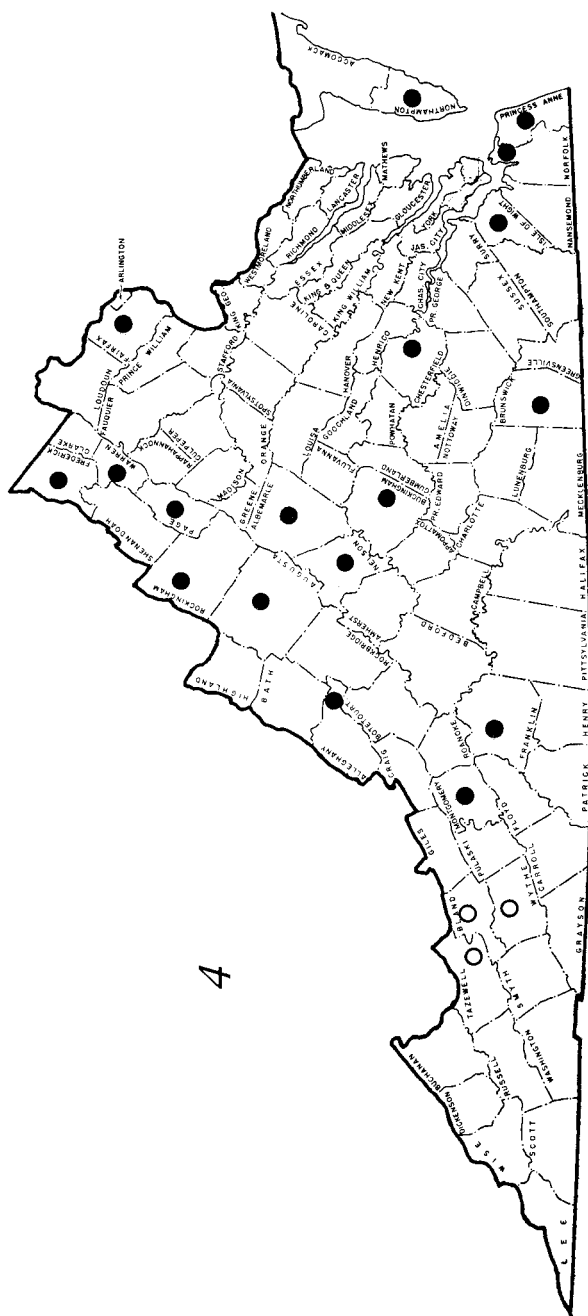 4
ACCOMACK
NORTHAMPTON
PRINCESS ANNE
NORFOLK
NANSEMOND
ISLE OF WIGHT
SOUTHAMPTON
SURRY
SUSSEX
PR. GEORGE
CHAS. CITY
JAS. CITY
YORK
NEW KENT
GLOUCESTER
MATHEWS
MIDDLESEX
LANCASTER
NORTHUMBERLAND
RICHMOND
WESTMORELAND
ESSEX
KING & QUEEN
KING WILLIAM
CAROLINE
KING GEO.
STAFFORD
ARLINGTON
FAIRFAX
PRINCE WILLIAM
LOUDOUN
FAUQUIER
CLARKE
FREDERICK
WARREN
RAPPAHANNOCK
CULPEPER
SPOTSYLVANIA
MADISON
ORANGE
GREENE
ALBEMARLE
LOUISA
HANOVER
HENRICO
GOOCHLAND
FLUVANNA
POWHATAN
CHESTERFIELD
DINWIDDIE
AMELIA
NOTTOWAY
CUMBERLAND
BUCKINGHAM
PR. EDWARD
BRUNSWICK
GREENSVILLE
LUNENBURG
MECKLENBURG
CHARLOTTE
APPOMATTOX
HALIFAX
CAMPBELL
PITTSYLVANIA
NELSON
AMHERST
AUGUSTA
PAGE
SHENANDOAH
ROCKINGHAM
HIGHLAND
BATH
ROCKBRIDGE
BEDFORD
ALLEGHANY
BOTETOURT
CRAIG
ROANOKE
FRANKLIN
HENRY
PATRICK
FLOYD
MONTGOMERY
GILES
PULASKI
CARROLL
WYTHE
BLAND
GRAYSON
TAZEWELL
SMYTH
WASHINGTON
RUSSELL
BUCHANAN
DICKENSON
WISE
SCOTT
LEE